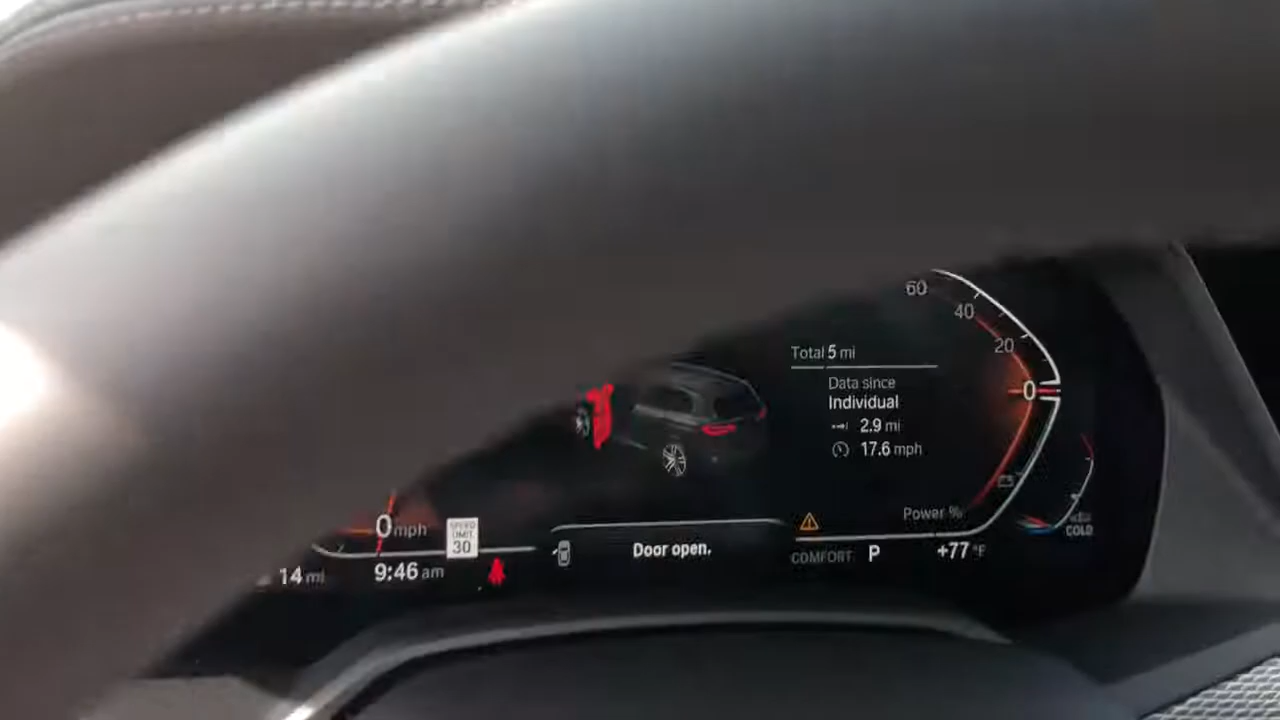 60
40
20
0
Total 5 mi
Data since
Individual
2.9 mi
17.6 mph
Power %
0 mph
SPEED LIMIT 30
14 mi
9:46 am
Door open.
COMFORT P +77 °F
COLD